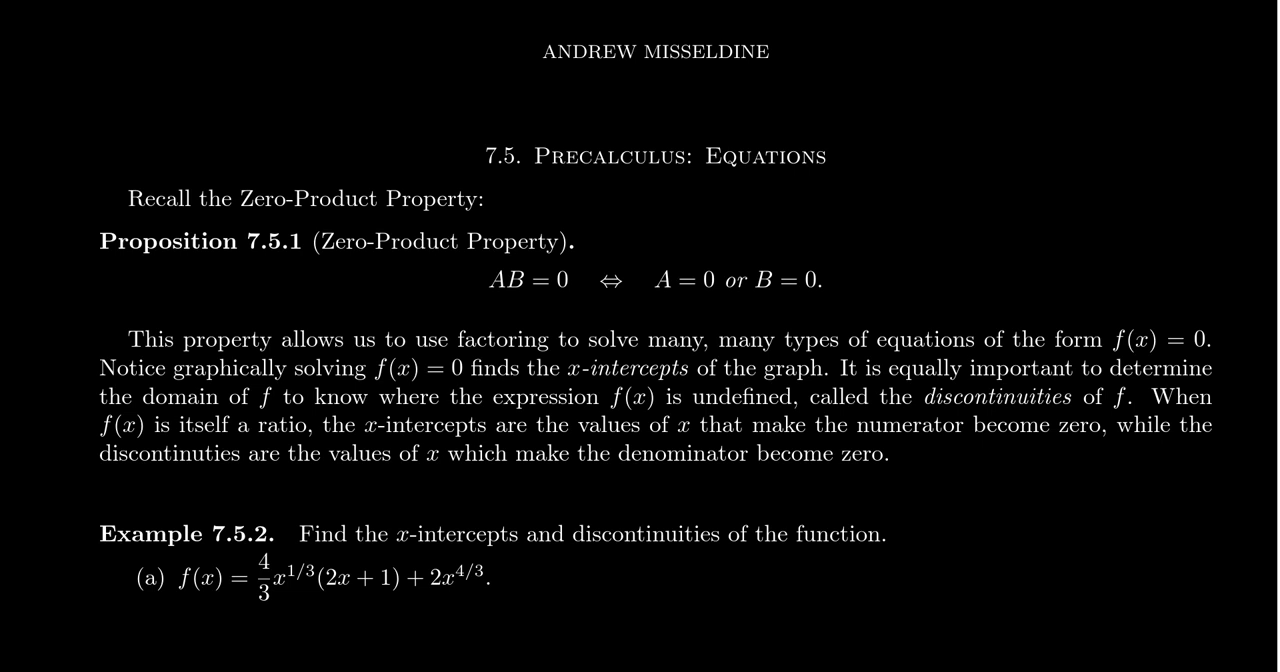 ANDREW MISSELDINE
7.5. Precalculus: Equations
Recall the Zero-Product Property:
Proposition 7.5.1 (Zero-Product Property).
AB = 0 ⇔ A = 0 or B = 0.
This property allows us to use factoring to solve many, many types of equations of the form f(x) = 0.
Notice graphically solving f(x) = 0 finds the x-intercepts of the graph. It is equally important to determine
the domain of f to know where the expression f(x) is undefined, called the discontinuities of f. When
f(x) is itself a ratio, the x-intercepts are the values of x that make the numerator become zero, while the
discontinuties are the values of x which make the denominator become zero.
Example 7.5.2. Find the x-intercepts and discontinuities of the function.
(a) f(x) = 4/3 x^{1/3}(2x + 1) + 2x^{4/3}.